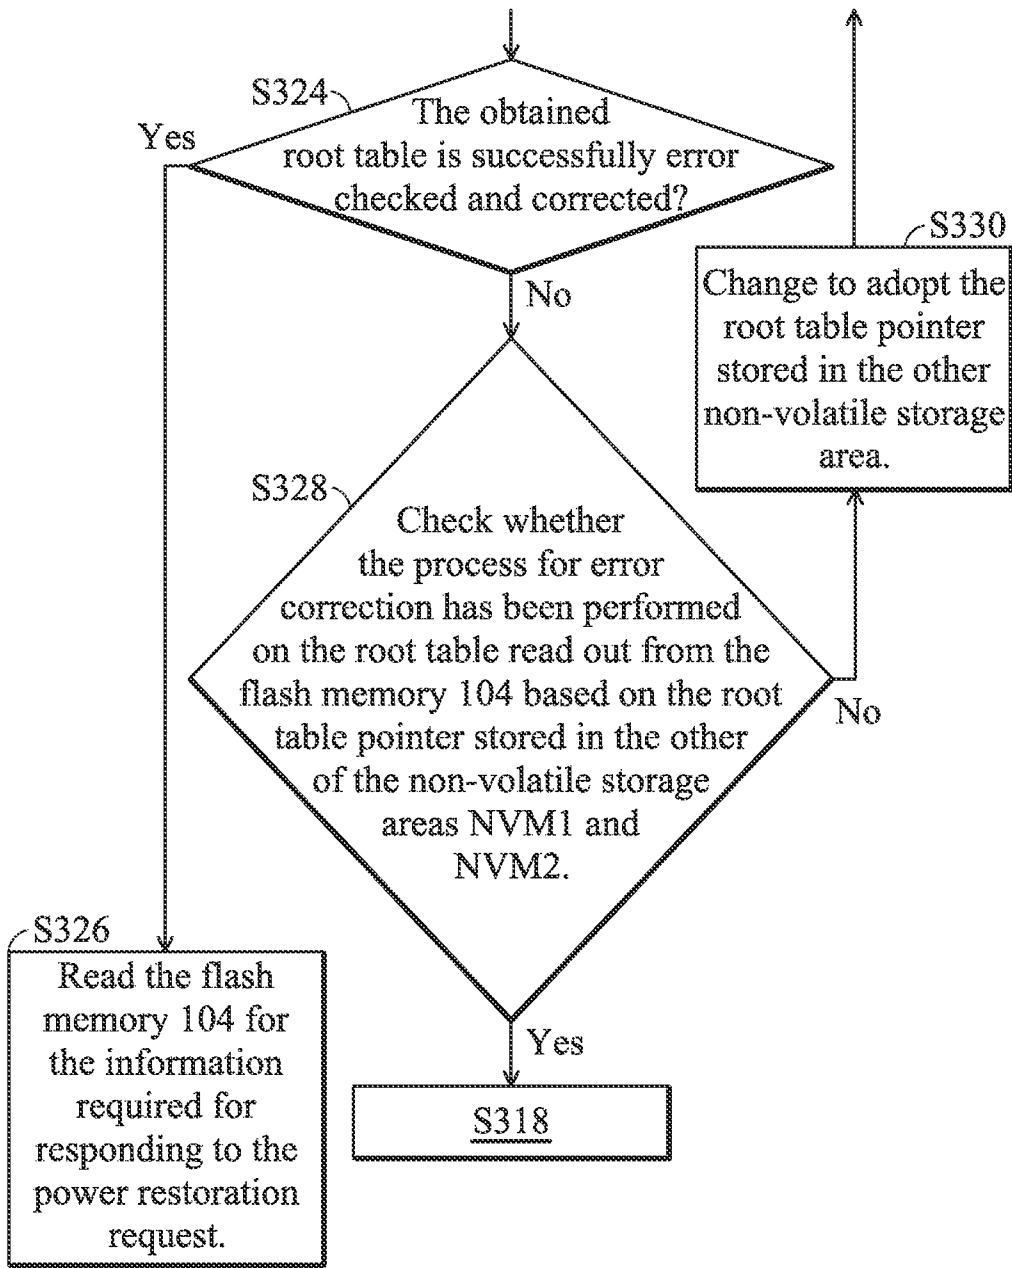 S324
The obtained
root table is successfully error
checked and corrected?
Yes
No
S330
Change to adopt the
root table pointer
stored in the other
non-volatile storage
area.
S328
Check whether
the process for error
correction has been performed
on the root table read out from the
flash memory 104 based on the root
table pointer stored in the other
of the non-volatile storage
areas NVM1 and
NVM2.
No
Yes
S326
Read the flash
memory 104 for
the information
required for
responding to the
power restoration
request.
S318